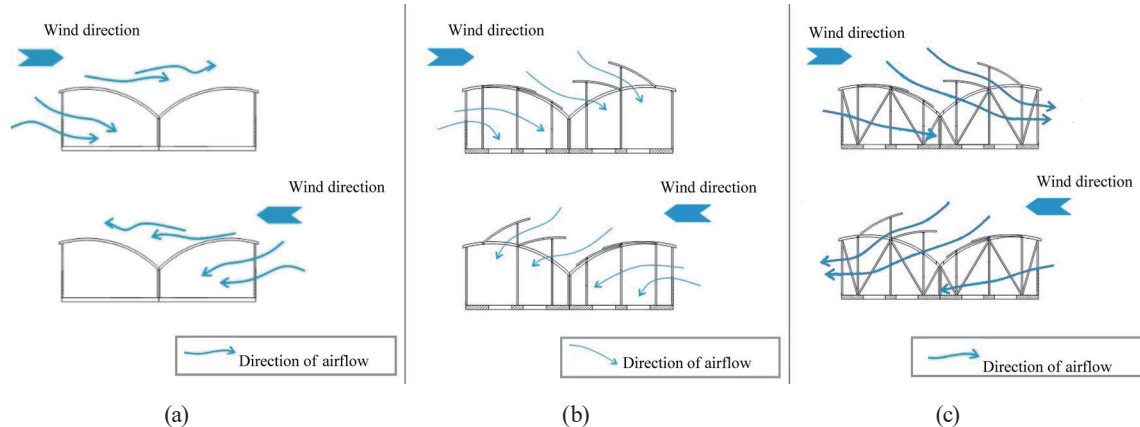 Wind direction
Wind direction
Direction of airflow
(a)
Wind direction
Wind direction
Direction of airflow
(b)
Wind direction
Wind direction
Direction of airflow
(c)